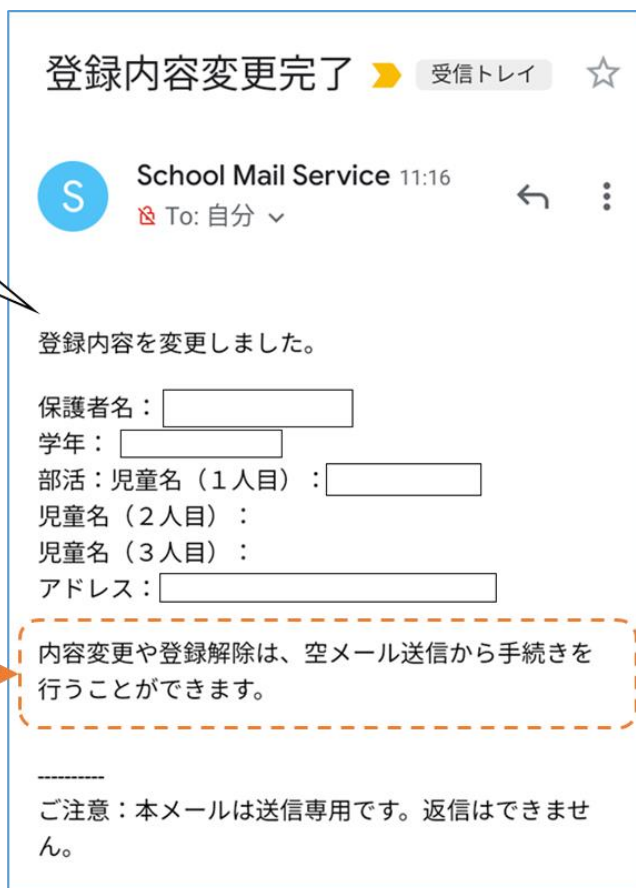 登録内容変更完了 受信トレイ
S
School Mail Service 11:16
To: 自分
登録内容を変更しました。
保護者名：
学年：
部活：児童名（１人目）：
児童名（２人目）：
児童名（３人目）：
アドレス：
内容変更や登録解除は、空メール送信から手続きを
行うことができます。
----------
ご注意：本メールは送信専用です。返信はできませ
ん。